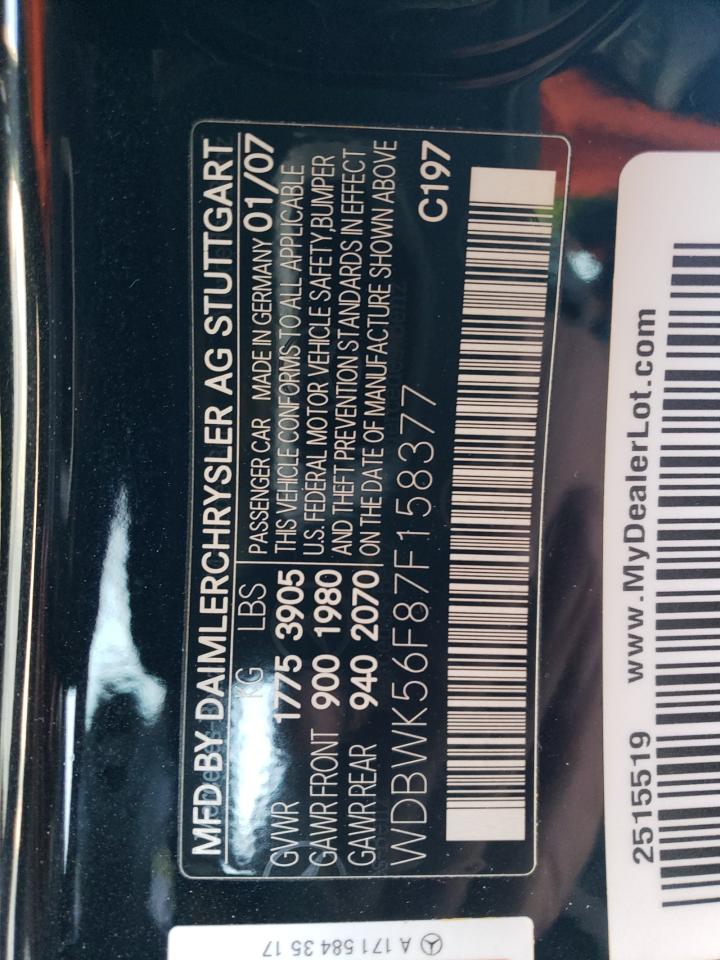 MFD BY DAIMLERCHRYSLER AG STUTTGART
KG LBS
GVWR 1775 3905
GAWR FRONT 900 1980
GAWR REAR 940 2070
PASSENGER CAR MADE IN GERMANY 01/07
THIS VEHICLE CONFORMS TO ALL APPLICABLE
U.S. FEDERAL MOTOR VEHICLE SAFETY,BUMPER
AND THEFT PREVENTION STANDARDS IN EFFECT
ON THE DATE OF MANUFACTURE SHOWN ABOVE
WDBWK56F87F158377
C197
2515519 www.MyDealerLot.com
A 171 584 35 17